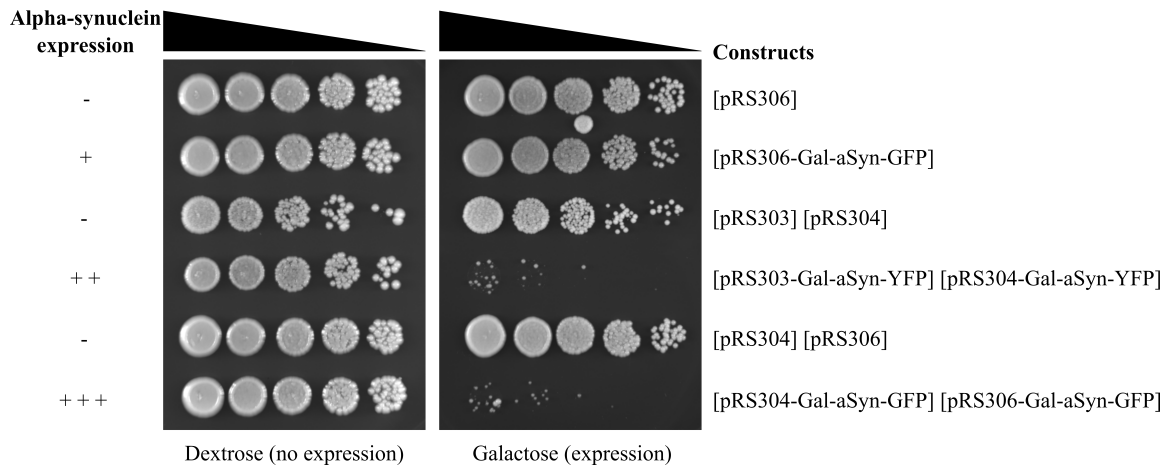 Alpha-synuclein
expression
Constructs
- [pRS306]
+ [pRS306-Gal-aSyn-GFP]
- [pRS303] [pRS304]
+ + [pRS303-Gal-aSyn-YFP] [pRS304-Gal-aSyn-YFP]
- [pRS304] [pRS306]
+ + + [pRS304-Gal-aSyn-GFP] [pRS306-Gal-aSyn-GFP]
Dextrose (no expression) Galactose (expression)